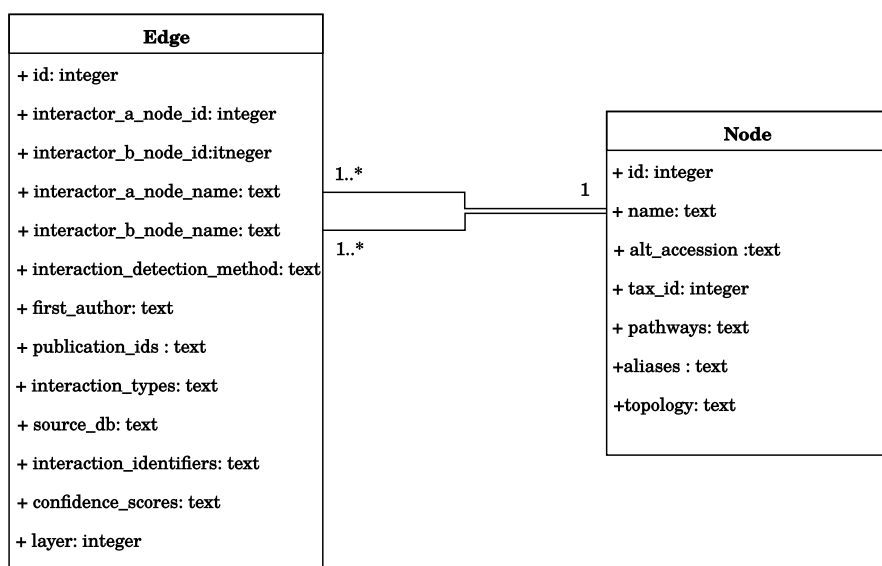 Edge
+ id: integer
+ interactor_a_node_id: integer
+ interactor_b_node_id:itneger
+ interactor_a_node_name: text
+ interactor_b_node_name: text
+ interaction_detection_method: text
+ first_author: text
+ publication_ids : text
+ interaction_types: text
+ source_db: text
+ interaction_identifiers: text
+ confidence_scores: text
+ layer: integer
1..*
1..*
1
Node
+ id: integer
+ name: text
+ alt_accession :text
+ tax_id: integer
+ pathways: text
+aliases : text
+topology: text